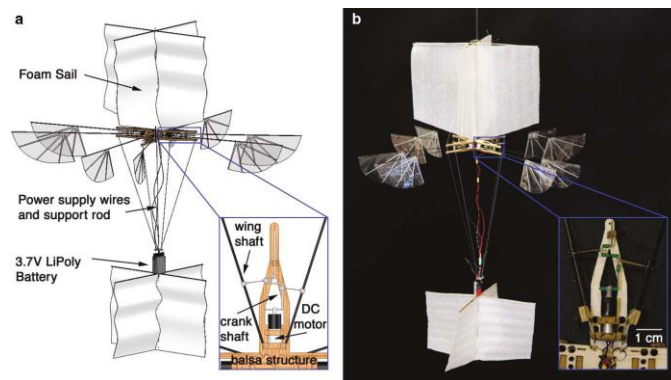 a
Foam Sail
Power supply wires
and support rod
3.7V LiPoly
Battery
wing
shaft
crank
shaft
DC
motor
balsa structure
b
1 cm